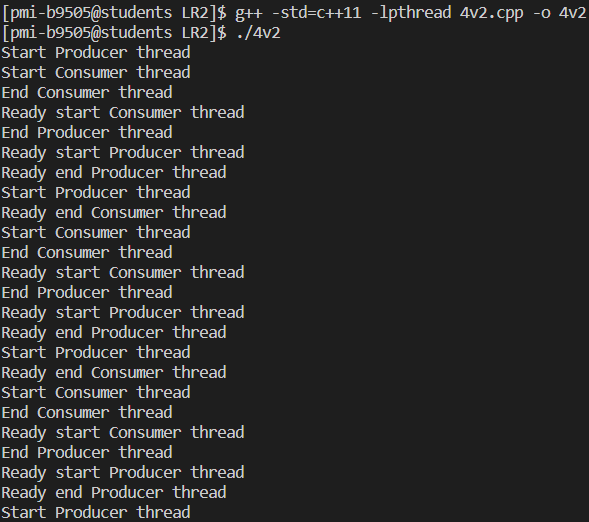 [pmi-b9505@students LR2]$ g++ -std=c++11 -lpthread 4v2.cpp -o 4v2
[pmi-b9505@students LR2]$ ./4v2
Start Producer thread
Start Consumer thread
End Consumer thread
Ready start Consumer thread
End Producer thread
Ready start Producer thread
Ready end Producer thread
Start Producer thread
Ready end Consumer thread
Start Consumer thread
End Consumer thread
Ready start Consumer thread
End Producer thread
Ready start Producer thread
Ready end Producer thread
Start Producer thread
Ready end Consumer thread
Start Consumer thread
End Consumer thread
Ready start Consumer thread
End Producer thread
Ready start Producer thread
Ready end Producer thread
Start Producer thread